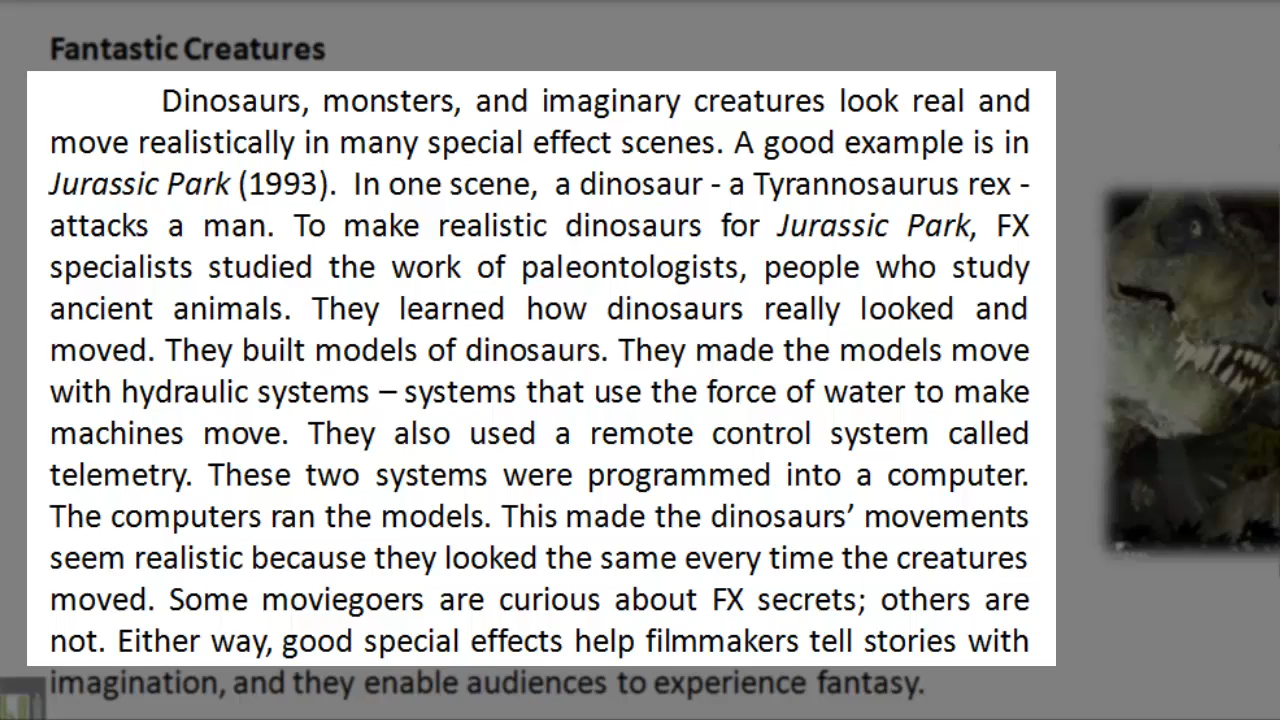 Fantastic Creatures
Dinosaurs, monsters, and imaginary creatures look real and
move realistically in many special effect scenes. A good example is in
Jurassic Park (1993).  In one scene,  a dinosaur - a Tyrannosaurus rex -
attacks a man. To make realistic dinosaurs for Jurassic Park, FX
specialists studied the work of paleontologists, people who study
ancient animals. They learned how dinosaurs really looked and
moved. They built models of dinosaurs. They made the models move
with hydraulic systems – systems that use the force of water to make
machines move. They also used a remote control system called
telemetry. These two systems were programmed into a computer.
The computers ran the models. This made the dinosaurs’ movements
seem realistic because they looked the same every time the creatures
moved. Some moviegoers are curious about FX secrets; others are
not. Either way, good special effects help filmmakers tell stories with
imagination, and they enable audiences to experience fantasy.